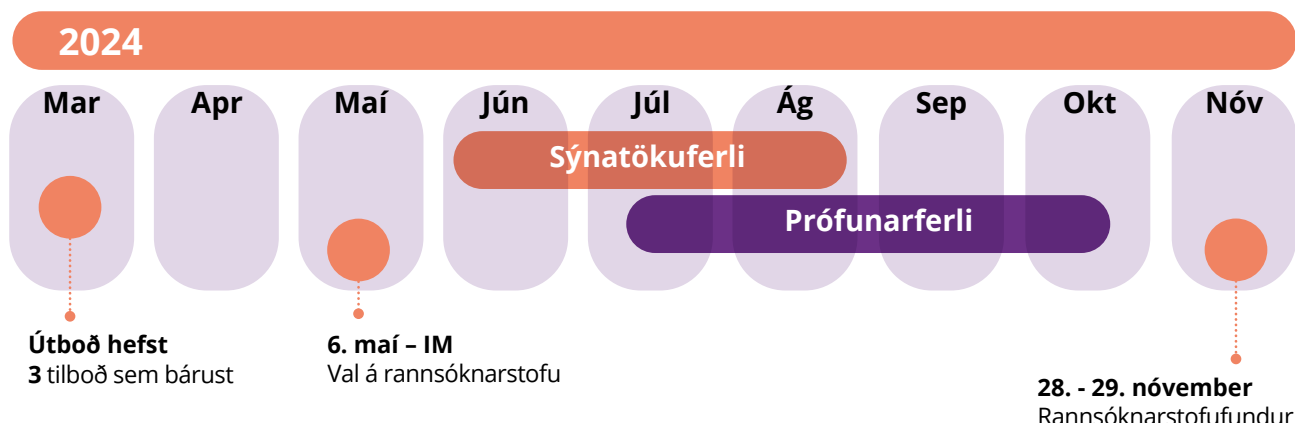 2024
Mar Apr Maí Jún Júl Ág Sep Okt Nóv
Sýnatökuferli
Prófunarferli
Útboð hefst
3 tilboð sem bárust
6. maí – IM
Val á rannsóknarstofu
28. - 29. nóvember
Rannsóknarstofufundur